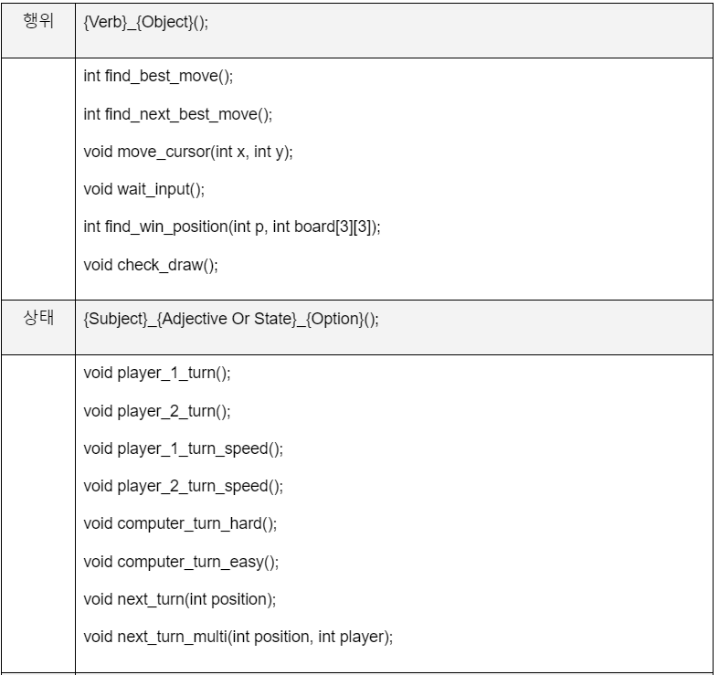 행위 {Verb}_{Object}();
int find_best_move();
int find_next_best_move();
void move_cursor(int x, int y);
void wait_input();
int find_win_position(int p, int board[3][3]);
void check_draw();
상태 {Subject}_{Adjective Or State}_{Option}();
void player_1_turn();
void player_2_turn();
void player_1_turn_speed();
void player_2_turn_speed();
void computer_turn_hard();
void computer_turn_easy();
void next_turn(int position);
void next_turn_multi(int position, int player);